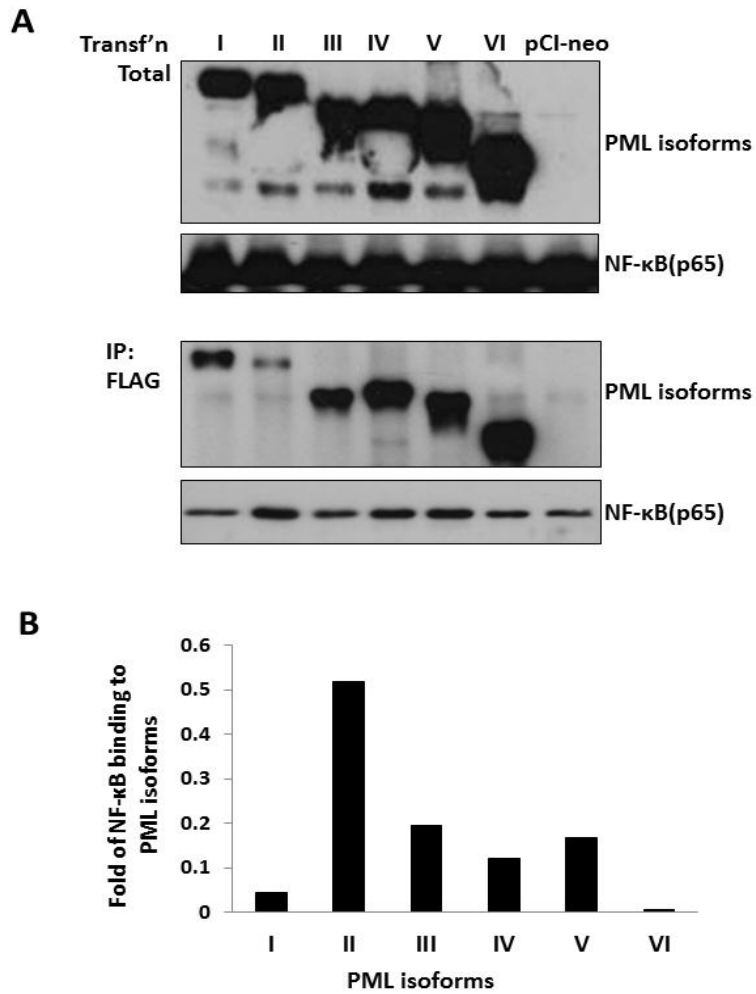 A
Transf’n I II III IV V VI pCI-neo
Total
PML isoforms
NF-κB(p65)
IP:
FLAG
PML isoforms
NF-κB(p65)
B
Fold of NF-κB binding to
PML isoforms
0.6
0.5
0.4
0.3
0.2
0.1
0
I II III IV V VI
PML isoforms